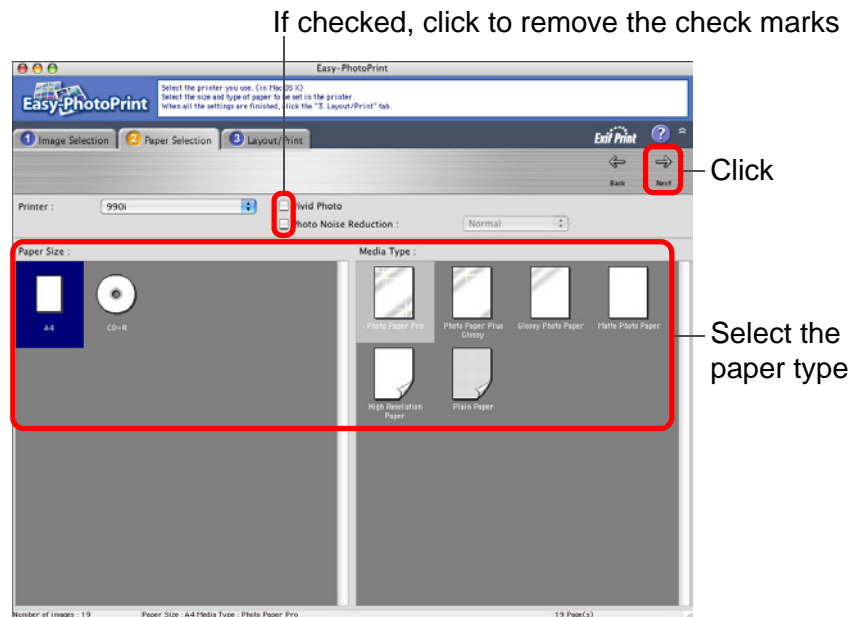 If checked, click to remove the check marks
Easy-PhotoPrint
Easy-PhotoPrint
Select the printer you use. (in Mac OS X)
Select the size and type of paper to be set in the printer.
When all the settings are finished, click the "3. Layout/Print" tab.
1 Image Selection
2 Paper Selection
3 Layout/Print
Exif Print
?
Back
Next
Click
Printer :
990i
Vivid Photo
Photo Noise Reduction :
Normal
Paper Size :
A4
CD-R
Media Type :
Photo Paper Pro
Photo Paper Plus
Glossy
Glossy Photo Paper
Matte Photo Paper
High Resolution
Paper
Plain Paper
Select the
paper type
Number of images : 19
Paper Size : A4 Media Type : Photo Paper Pro
19 Page(s)